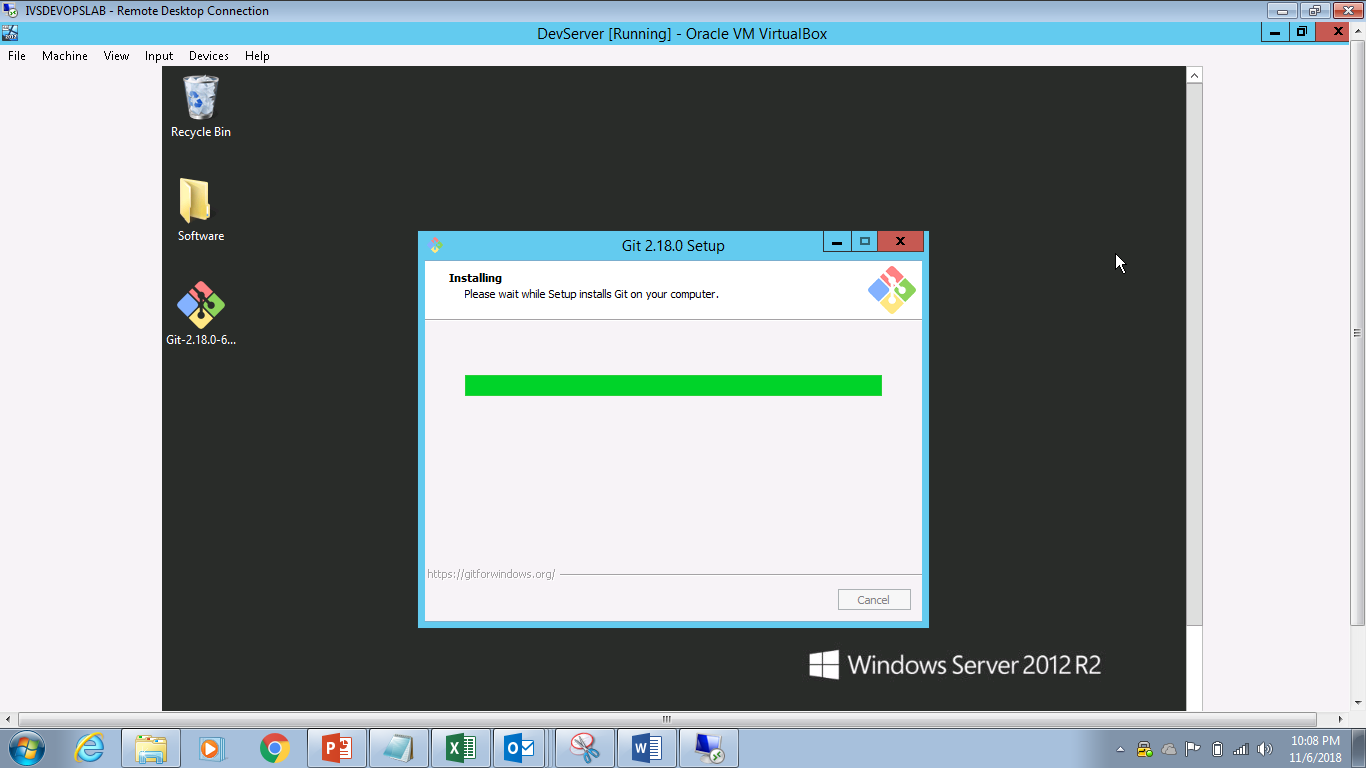 IVSDEVOPSLAB - Remote Desktop Connection
DevServer [Running] - Oracle VM VirtualBox
File Machine View Input Devices Help
Recycle Bin
Software
Git-2.18.0-6...
Git 2.18.0 Setup
Installing
Please wait while Setup installs Git on your computer.
https://gitforwindows.org/
Cancel
Windows Server 2012 R2
10:08 PM
11/6/2018